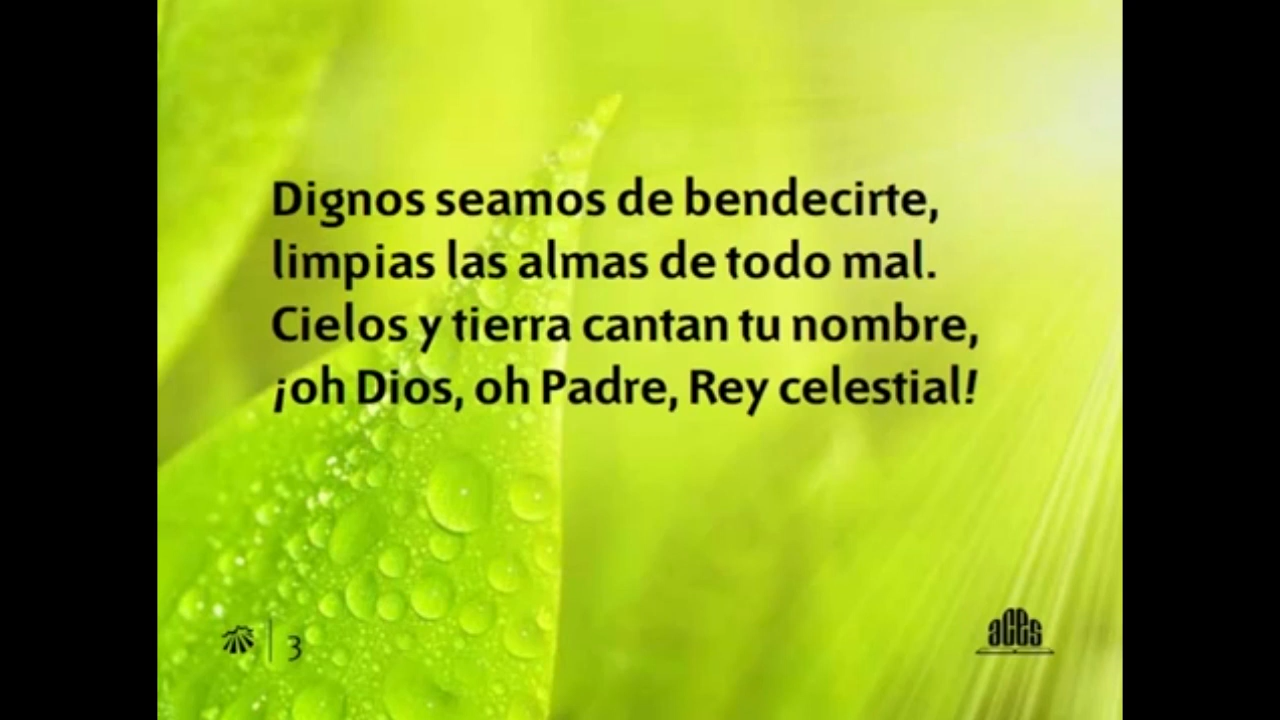 Dignos seamos de bendecirte,
limpias las almas de todo mal.
Cielos y tierra cantan tu nombre,
¡oh Dios, oh Padre, Rey celestial!
3
aces